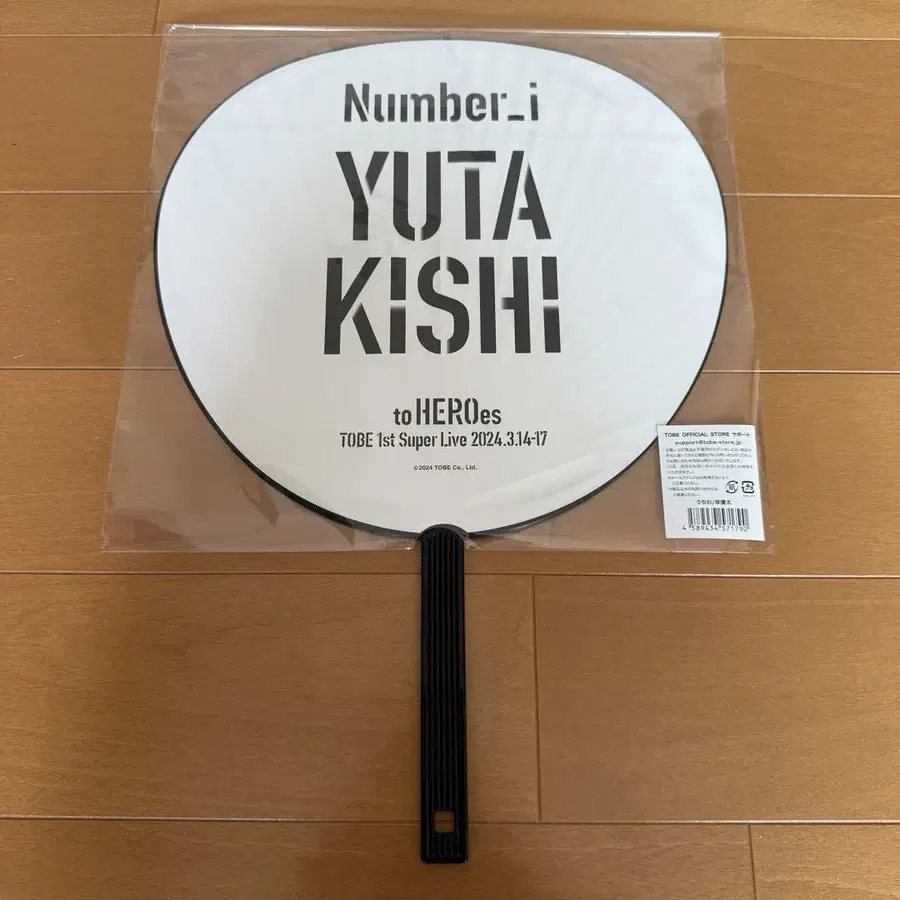 Number_i
YUTA
KISHI
to HEROes
TOBE 1st Super Live 2024.3.14-17
©2024 TOBE Co., Ltd.
TOBE OFFICIAL STORE サポート
support@tobe-store.jp
うちわ/岸優太
4 589434 571790